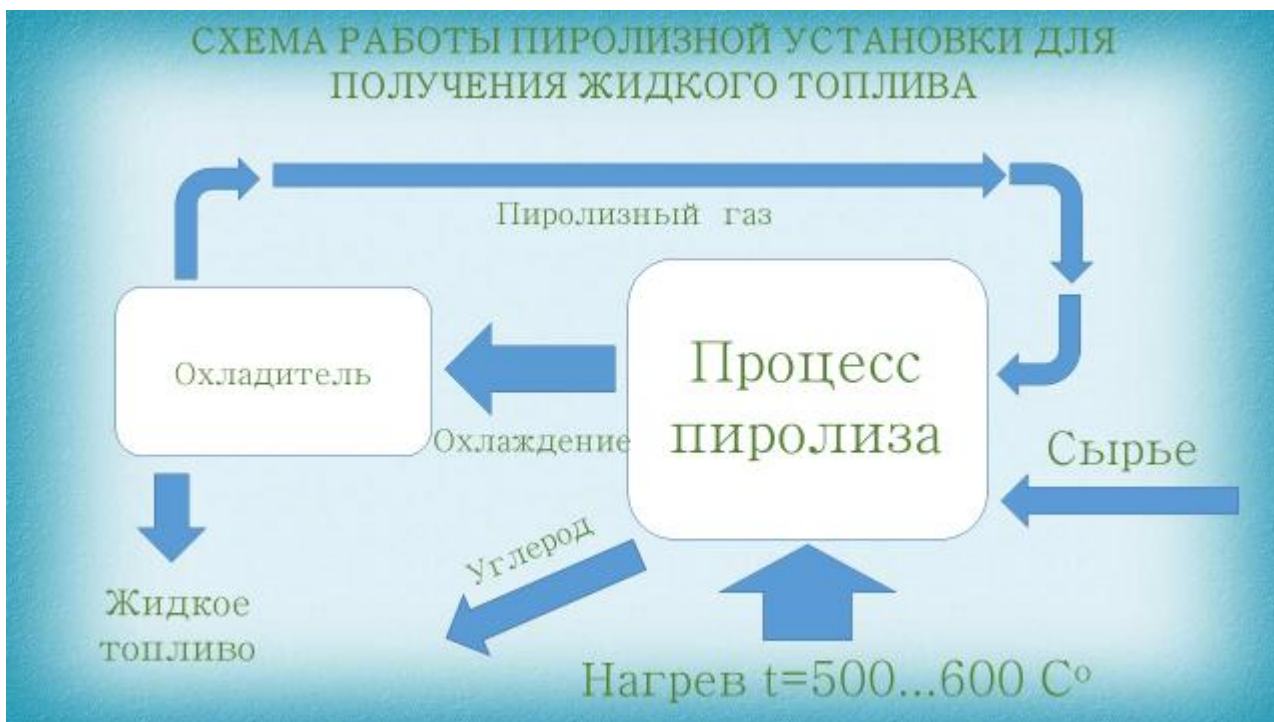 СХЕМА РАБОТЫ ПИРОЛИЗНОЙ УСТАНОВКИ ДЛЯ
ПОЛУЧЕНИЯ ЖИДКОГО ТОПЛИВА
Пиролизный газ
Охладитель
Процесс
пиролиза
Охлаждение
Сырье
Углерод
Жидкое
топливо
Нагрев t=500...600 Cº